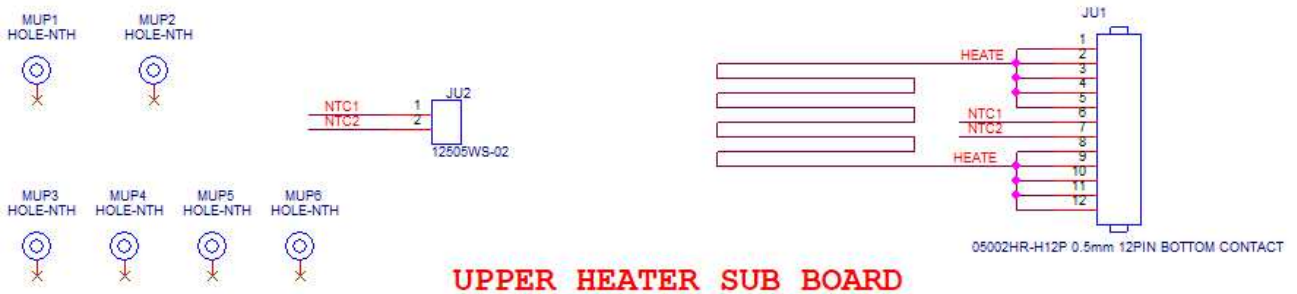 MUP1
HOLE-NTH
MUP2
HOLE-NTH
JU2
NTC1
NTC2
1
2
12505WS-02
JU1
HEATE
NTC1
NTC2
HEATE
1
2
3
4
5
6
7
8
9
10
11
12
05002HR-H12P 0.5mm 12PIN BOTTOM CONTACT
MUP3
HOLE-NTH
MUP4
HOLE-NTH
MUP5
HOLE-NTH
MUP6
HOLE-NTH
UPPER HEATER SUB BOARD